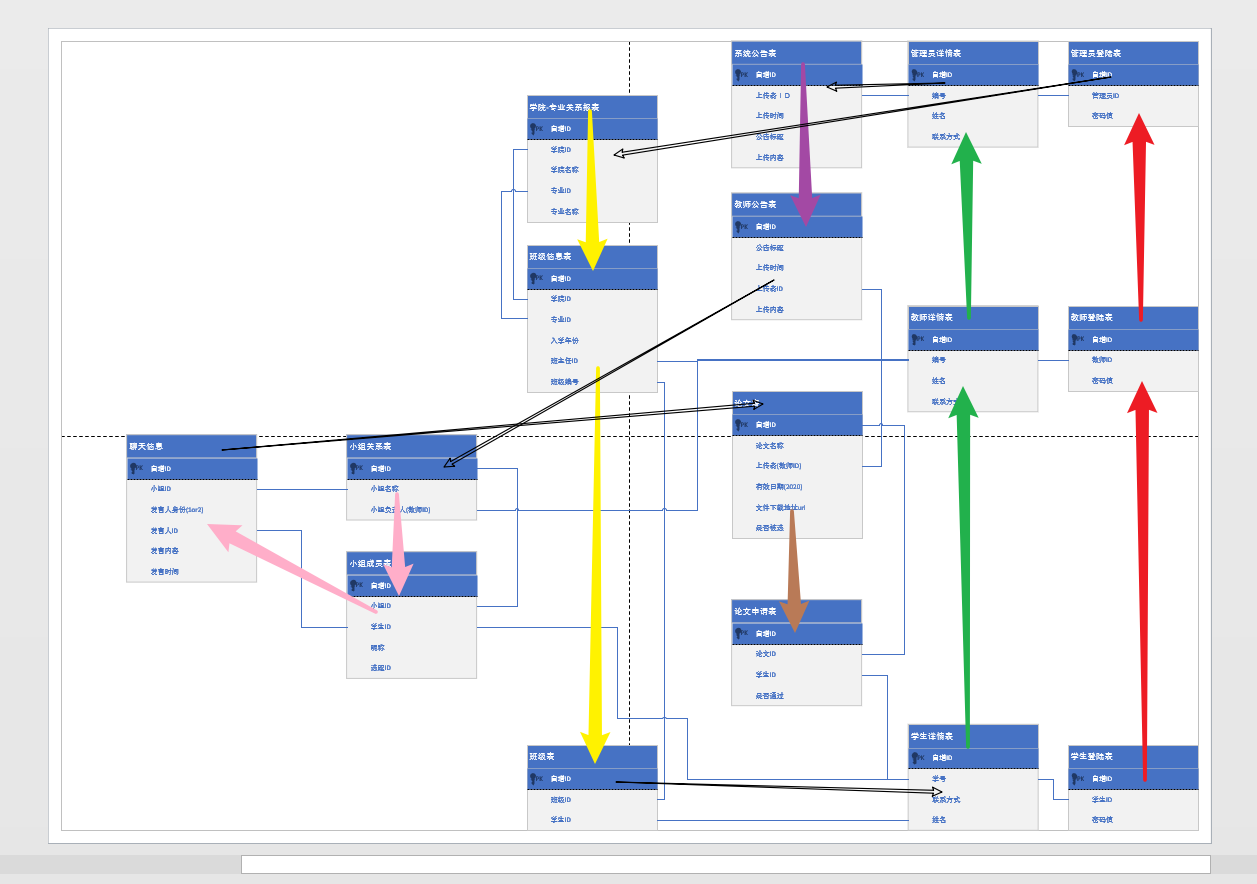 系统公告表
PK 自增ID
上传者ID
上传时间
公告标题
上传内容
管理员详情表
PK 自增ID
编号
姓名
联系方式
管理员登陆表
PK 自增ID
管理员ID
密码值
学院-专业关系据表
PK 自增ID
学院ID
学院名称
专业ID
专业名称
教师公告表
PK 自增ID
公告标题
上传时间
上传者ID
上传内容
班级信息表
PK 自增ID
学院ID
专业ID
入学年份
班主任ID
班级编号
教师详情表
PK 自增ID
编号
姓名
联系方式
教师登陆表
PK 自增ID
教师ID
密码值
论文
PK 自增ID
论文名称
上传者(教师ID)
有效日期(2020)
文件下载地址url
是否被选
聊天信息
PK 自增ID
小组ID
发言人身份(1or2)
发言人ID
发言内容
发言时间
小组关系表
PK 自增ID
小组名称
小组负责人(教师ID)
小组成员表
PK 自增ID
小组ID
学生ID
昵称
选题ID
论文申请表
PK 自增ID
论文ID
学生ID
是否通过
班级表
PK 自增ID
班级ID
学生ID
学生详情表
PK 自增ID
学号
联系方式
姓名
学生登陆表
PK 自增ID
学生ID
密码值